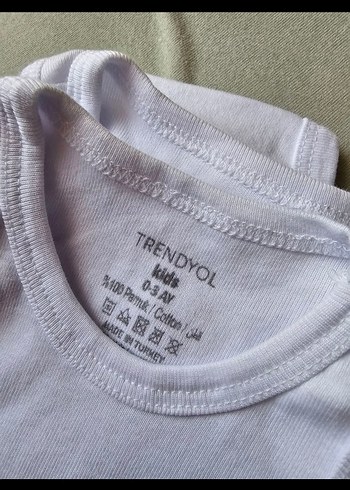 TRENDYOL
kids
0-3 AY
%100 Pamuk / Cotton / قطن
MADE IN TURKEY